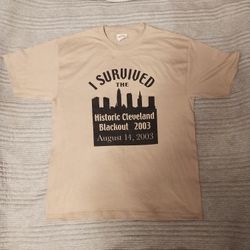 I SURVIVED
THE
Historic Cleveland
Blackout 2003
August 14, 2003